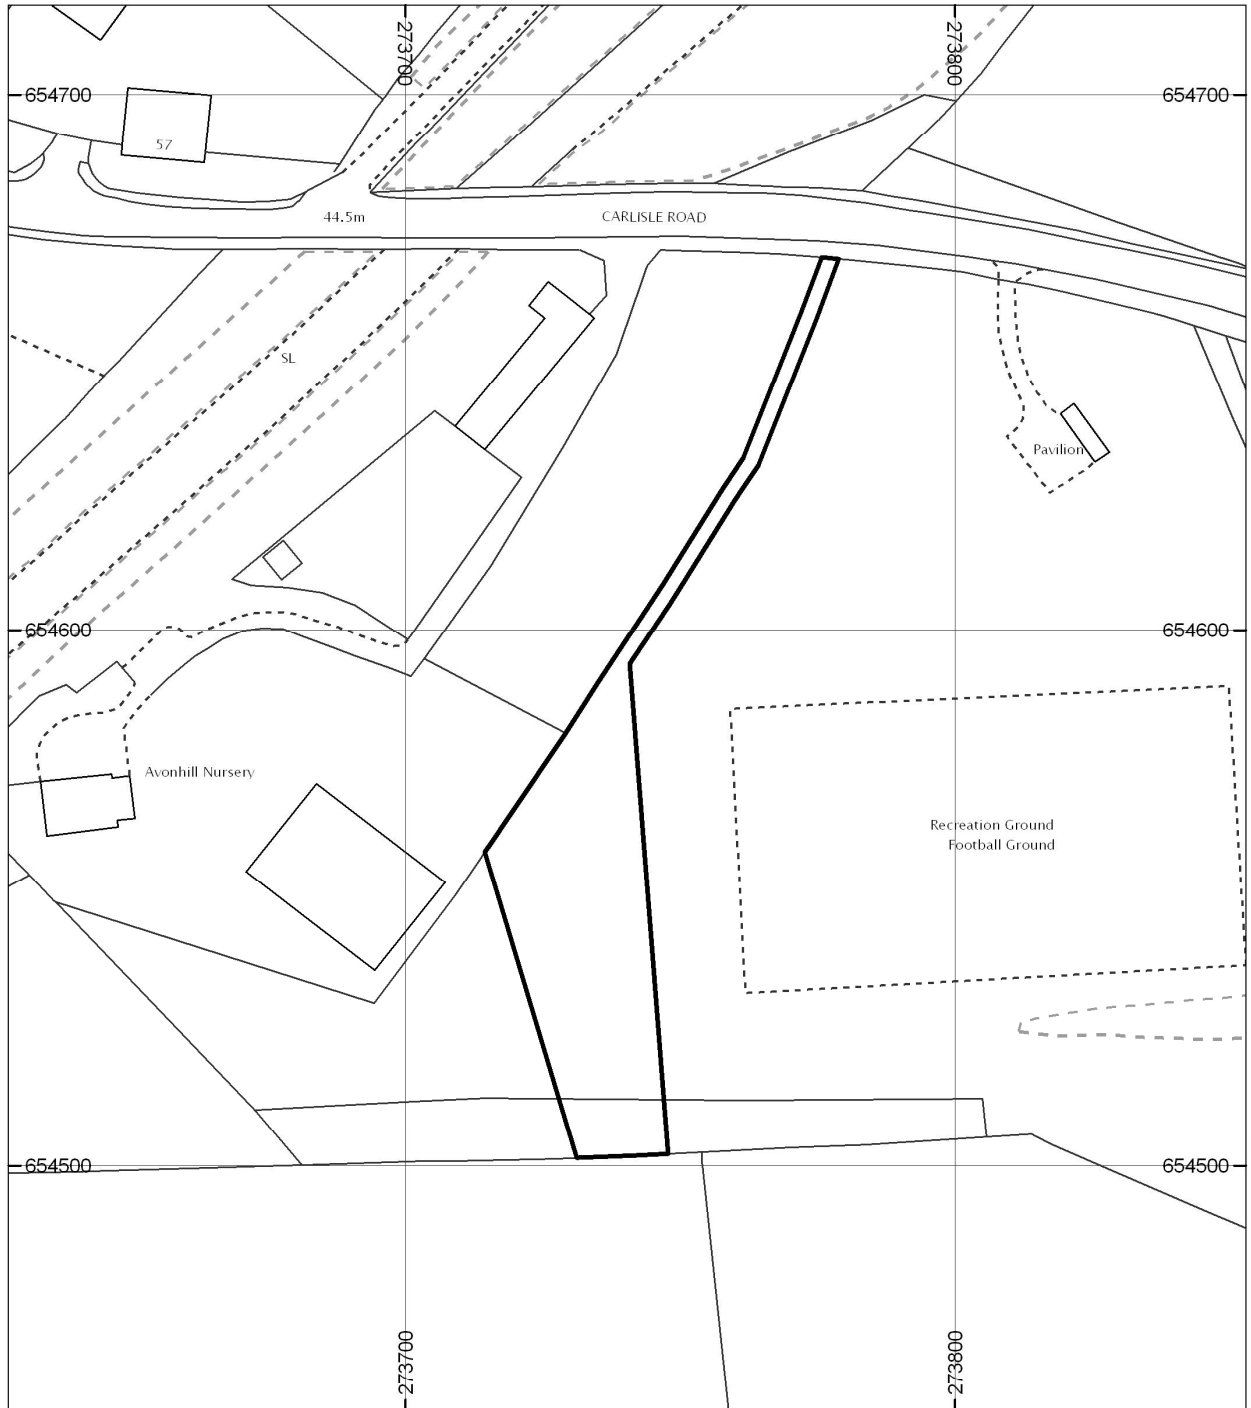 273700
273800
654700
654700
57
44.5m
CARLISLE ROAD
SL
Pavilion
654600
654600
Avonhill Nursery
Recreation Ground
Football Ground
654500
654500
273700
273800